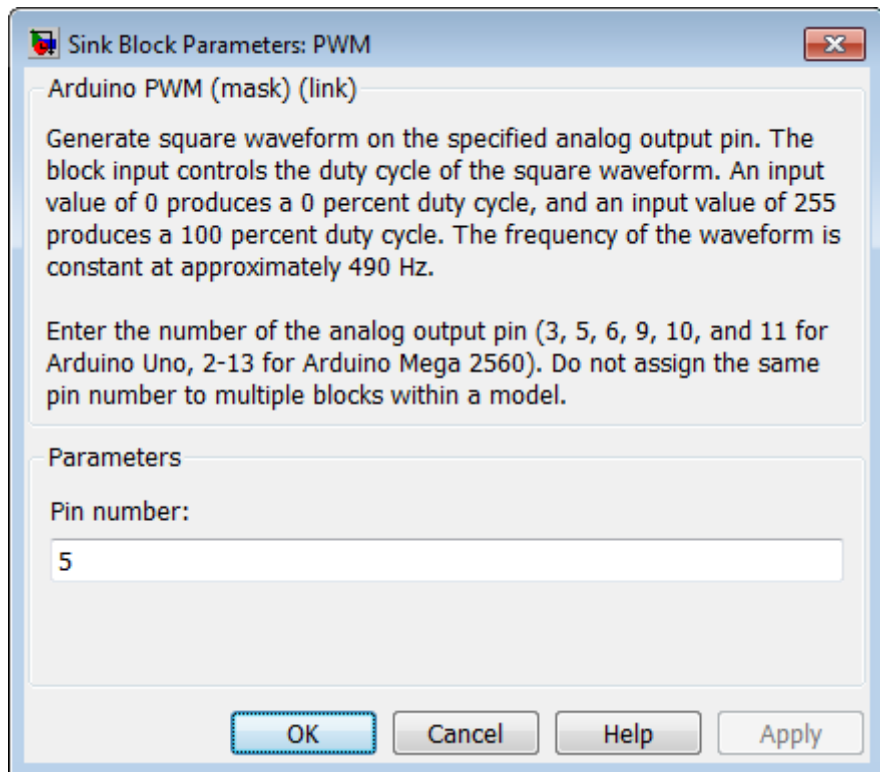 Sink Block Parameters: PWM
Arduino PWM (mask) (link)
Generate square waveform on the specified analog output pin. The
block input controls the duty cycle of the square waveform. An input
value of 0 produces a 0 percent duty cycle, and an input value of 255
produces a 100 percent duty cycle. The frequency of the waveform is
constant at approximately 490 Hz.
Enter the number of the analog output pin (3, 5, 6, 9, 10, and 11 for
Arduino Uno, 2-13 for Arduino Mega 2560). Do not assign the same
pin number to multiple blocks within a model.
Parameters
Pin number:
5
OK Cancel Help Apply